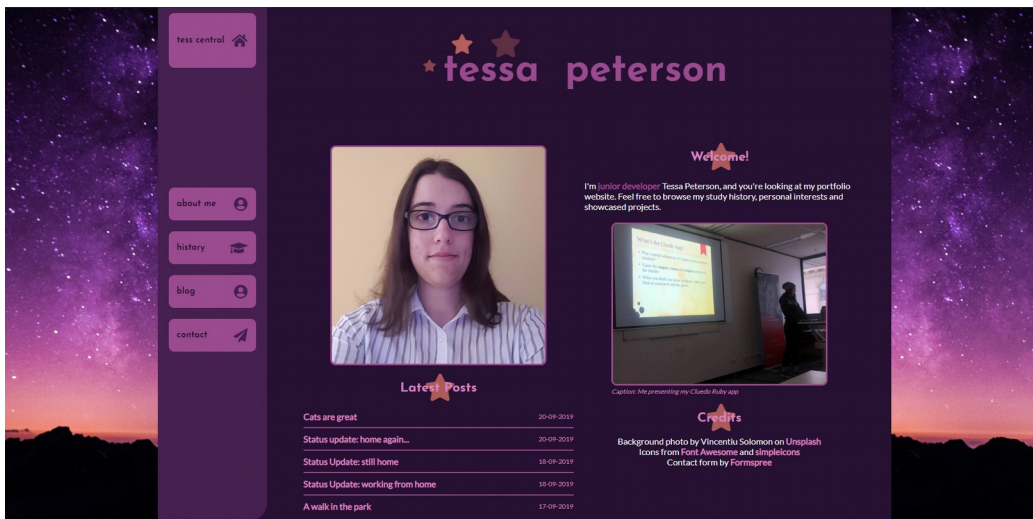 tess central
about me
history
blog
contact
tessa peterson
Latest Posts
Cats are great 20-09-2019
Status update: home again... 20-09-2019
Status Update: still home 18-09-2019
Status Update: working from home 18-09-2019
A walk in the park 17-09-2019
Welcome!
I'm junior developer Tessa Peterson, and you're looking at my portfolio
website. Feel free to browse my study history, personal interests and
showcased projects.
What's the Cluedo App?
Caption: Me presenting my Cluedo Ruby app
Credits
Background photo by Vincentiu Solomon on Unsplash
Icons from Font Awesome and simpleicons
Contact form by Formspree